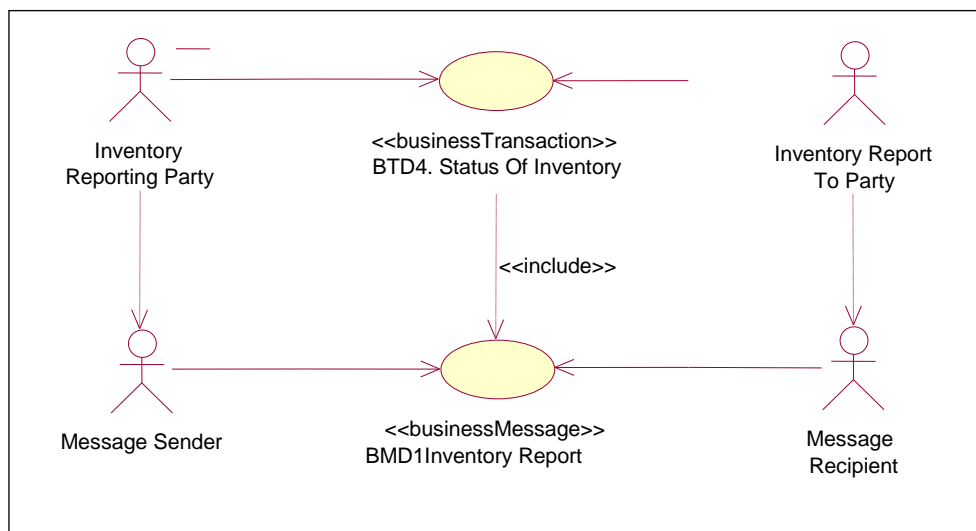 Inventory
Reporting Party
<<businessTransaction>>
BTD4. Status Of Inventory
Inventory Report
To Party
<<include>>
Message Sender
<<businessMessage>>
BMD1Inventory Report
Message
Recipient